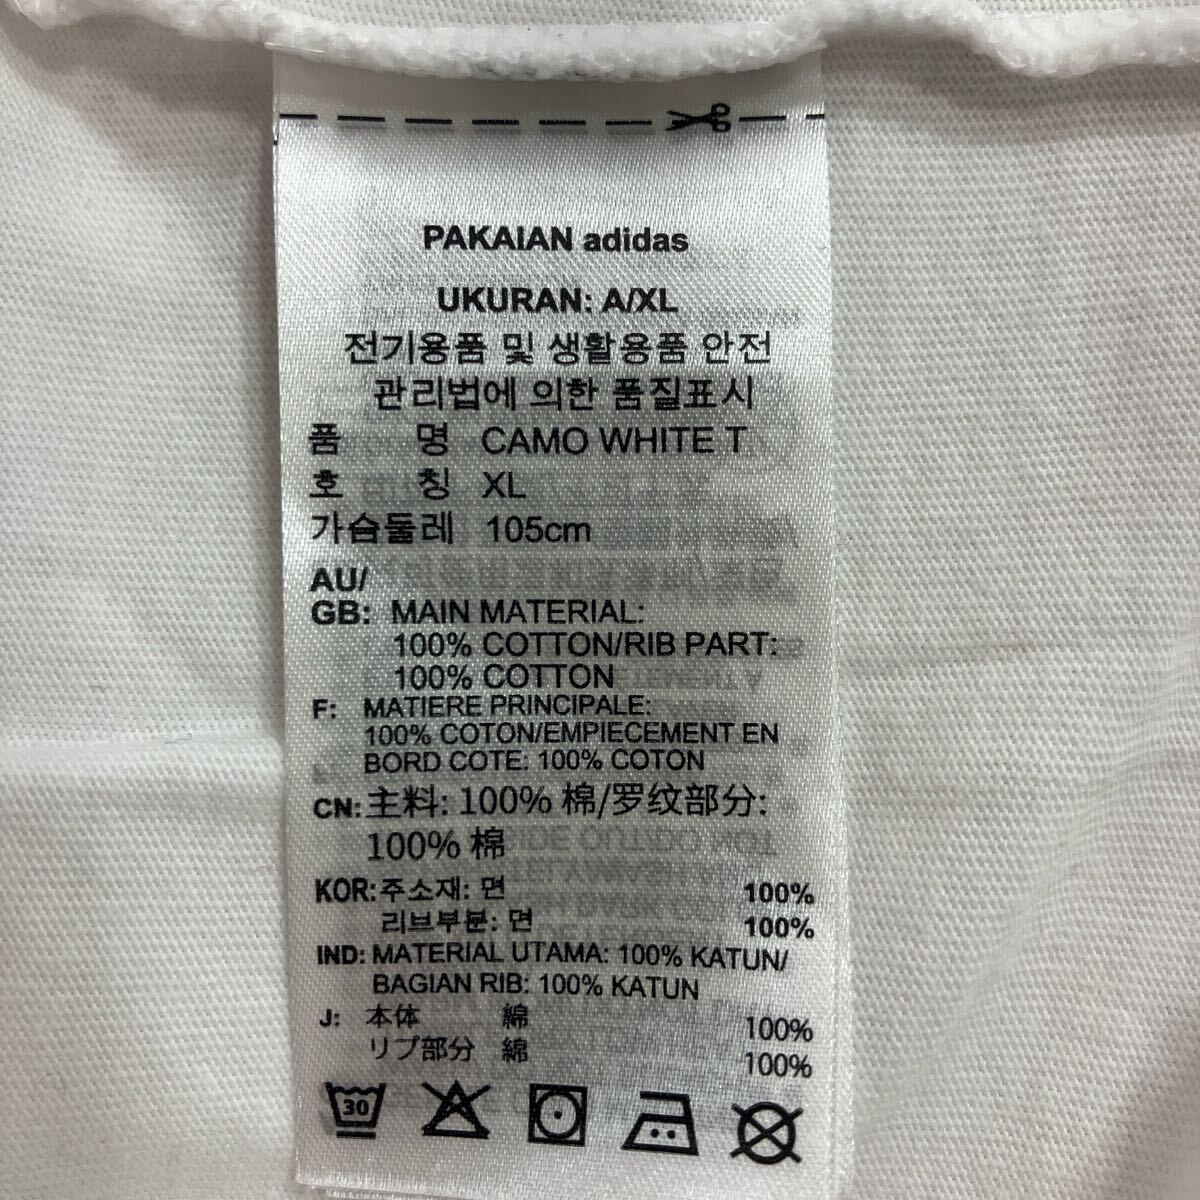 PAKAIAN adidas
UKURAN: A/XL
전기용품 및 생활용품 안전
관리법에 의한 품질표시
품 명 CAMO WHITE T
호 칭 XL
가슴둘레 105cm
AU/
GB: MAIN MATERIAL:
100% COTTON/RIB PART:
100% COTTON
F: MATIERE PRINCIPALE:
100% COTON/EMPIECEMENT EN
BORD COTE: 100% COTON
CN: 主料: 100% 棉/罗纹部分:
100% 棉
KOR: 주소재: 면 100%
리브부분: 면 100%
IND: MATERIAL UTAMA: 100% KATUN/
BAGIAN RIB: 100% KATUN
J: 本体 綿 100%
リブ部分 綿 100%
30